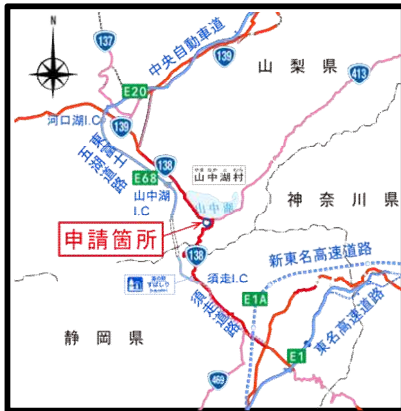 N
137
中央自動車道
139
山梨県
413
E20
河口湖I.C
139
東富士
五湖道路
138
E68
山中湖村
山中湖
I.C
山中湖
神奈川県
申請箇所
138
新東名高速道路
道の駅
すばしり
須走I.C
E1A
須走道路
東名高速道路
静岡県
E1
469